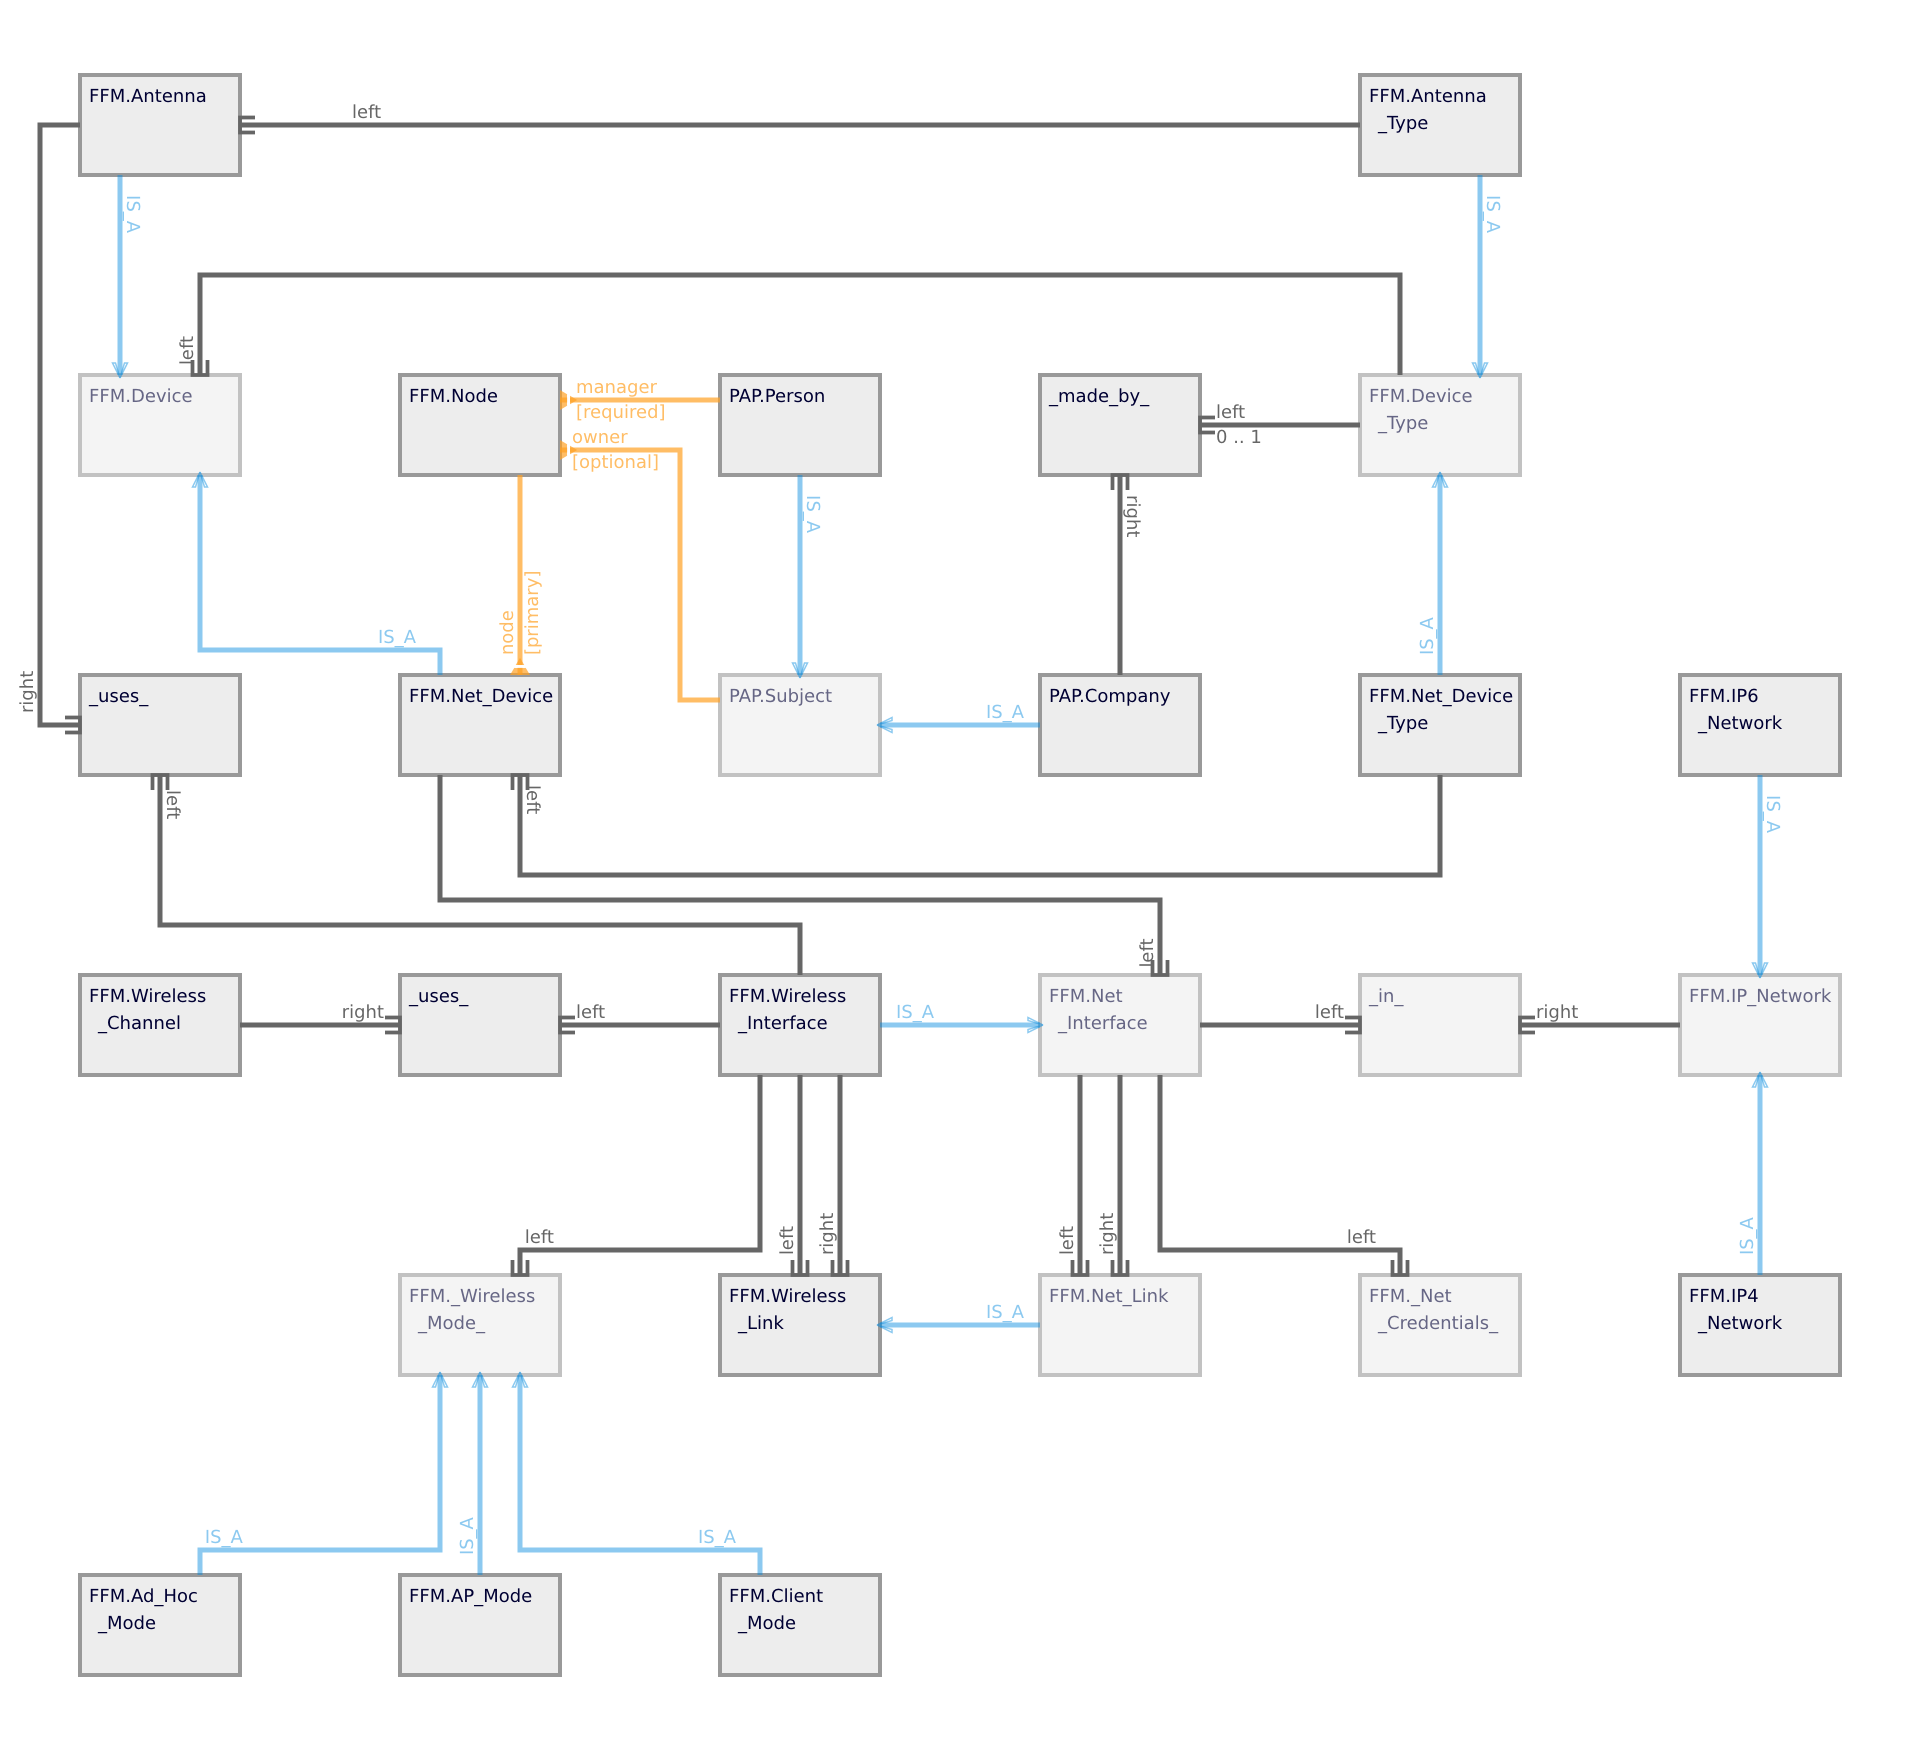 FFM.Antenna
left
FFM.Antenna
_Type
IS_A
IS_A
left
FFM.Device
FFM.Node
manager
[required]
owner
[optional]
PAP.Person
_made_by_
left
0 .. 1
FFM.Device
_Type
IS_A
right
node
[primary]
IS_A
IS_A
right
_uses_
FFM.Net_Device
PAP.Subject
IS_A
PAP.Company
FFM.Net_Device
_Type
FFM.IP6
_Network
left
left
IS_A
left
FFM.Wireless
_Channel
right
_uses_
left
FFM.Wireless
_Interface
IS_A
FFM.Net
_Interface
left
_in_
right
FFM.IP_Network
left
left
right
left
right
left
IS_A
FFM._Wireless
_Mode_
FFM.Wireless
_Link
IS_A
FFM.Net_Link
FFM._Net
_Credentials_
FFM.IP4
_Network
IS_A
IS_A
IS_A
FFM.Ad_Hoc
_Mode
FFM.AP_Mode
FFM.Client
_Mode